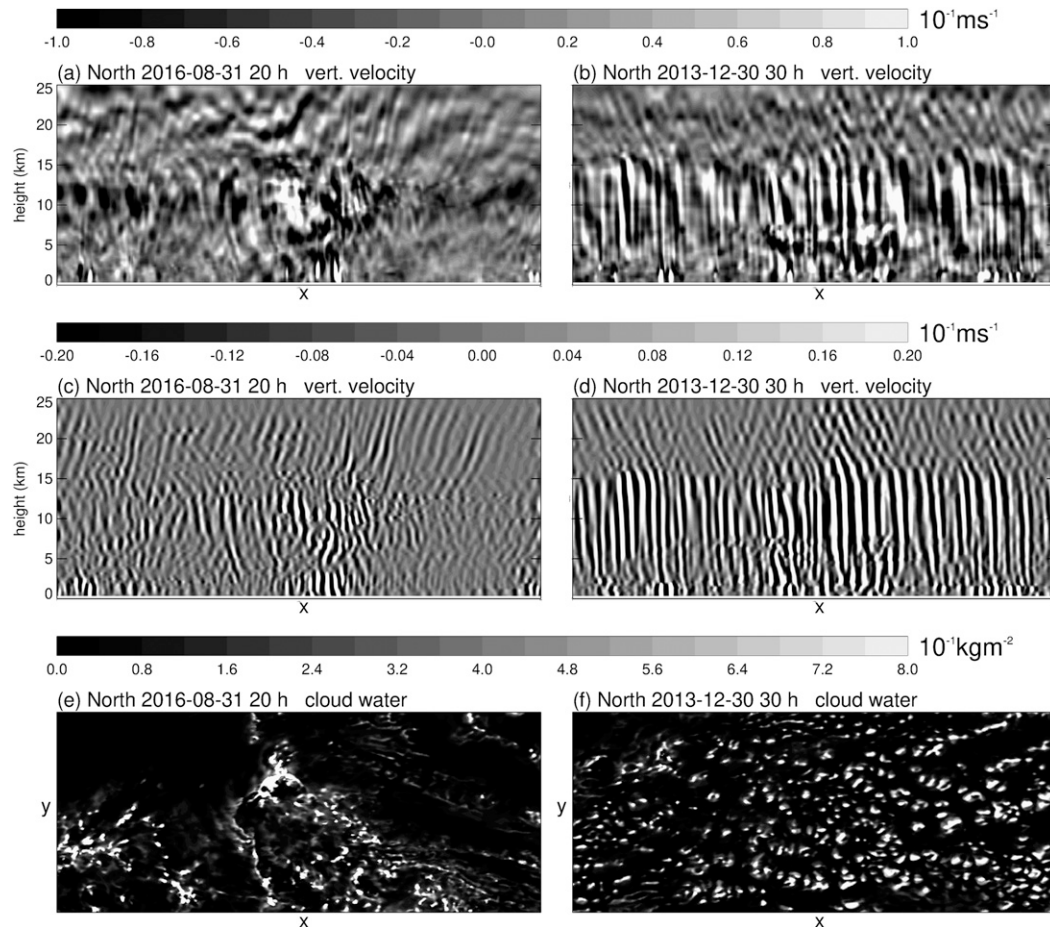 10⁻¹ms⁻¹
-1.0 -0.8 -0.6 -0.4 -0.2 -0.0 0.2 0.4 0.6 0.8 1.0
(a) North 2016-08-31 20 h vert. velocity
(b) North 2013-12-30 30 h vert. velocity
height (km)
25
20
15
10
5
0
x
x
10⁻¹ms⁻¹
-0.20 -0.16 -0.12 -0.08 -0.04 0.00 0.04 0.08 0.12 0.16 0.20
(c) North 2016-08-31 20 h vert. velocity
(d) North 2013-12-30 30 h vert. velocity
height (km)
25
20
15
10
5
0
x
x
10⁻¹kgm⁻²
0.0 0.8 1.6 2.4 3.2 4.0 4.8 5.6 6.4 7.2 8.0
(e) North 2016-08-31 20 h cloud water
(f) North 2013-12-30 30 h cloud water
y
y
x
x